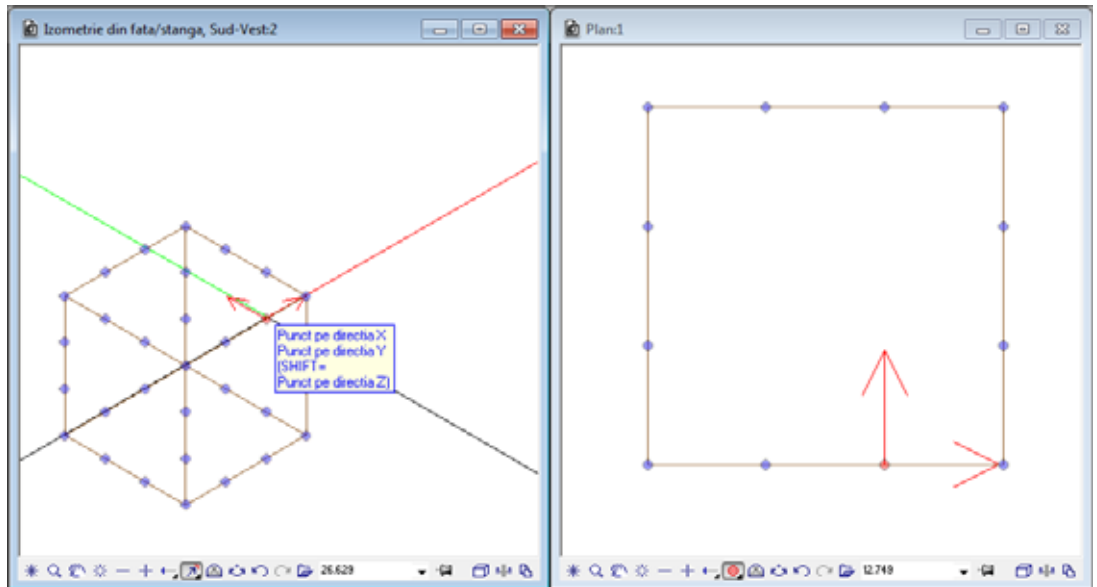 Izometrie din fata/stanga, Sud-Vest:2
Plan:1
Punct pe directia X
Punct pe directia Y
(SHIFT=
Punct pe directia Z)
26.629
12.749